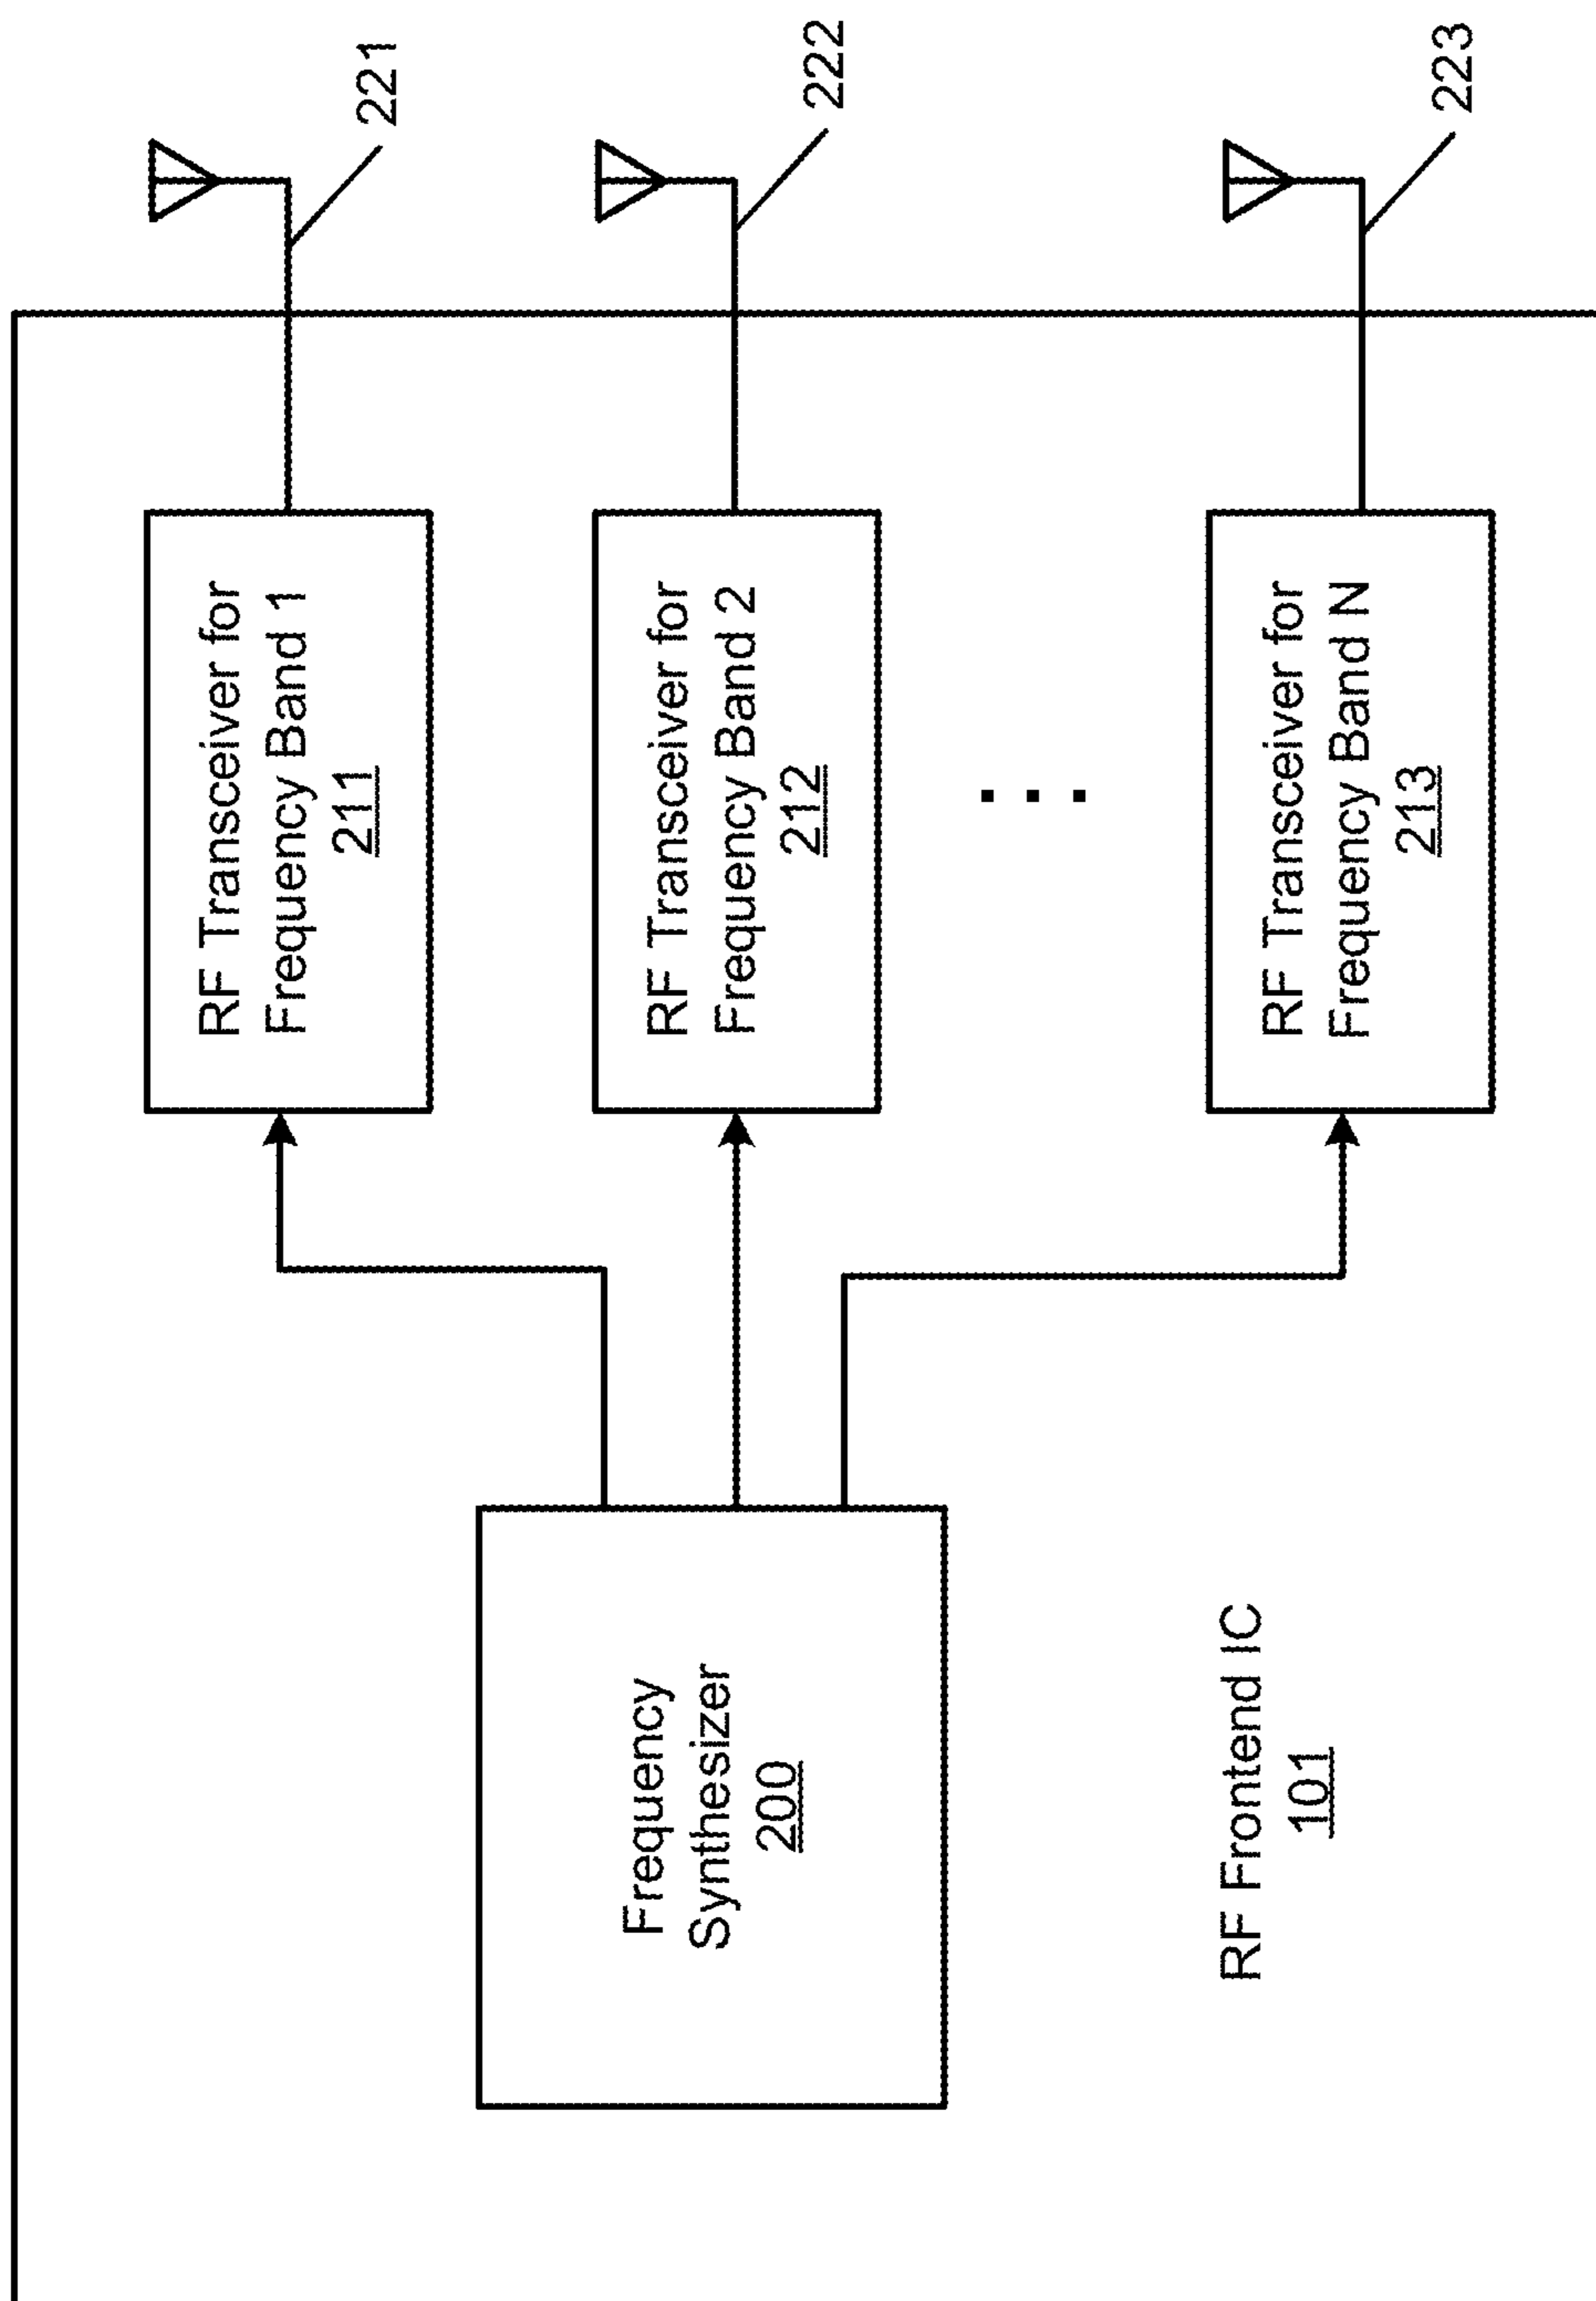 RF Transceiver for
Frequency Band 1
211
221
RF Transceiver for
Frequency Band 2
212
222
. . .
RF Transceiver for
Frequency Band N
213
223
Frequency
Synthesizer
200
RF Frontend IC
101